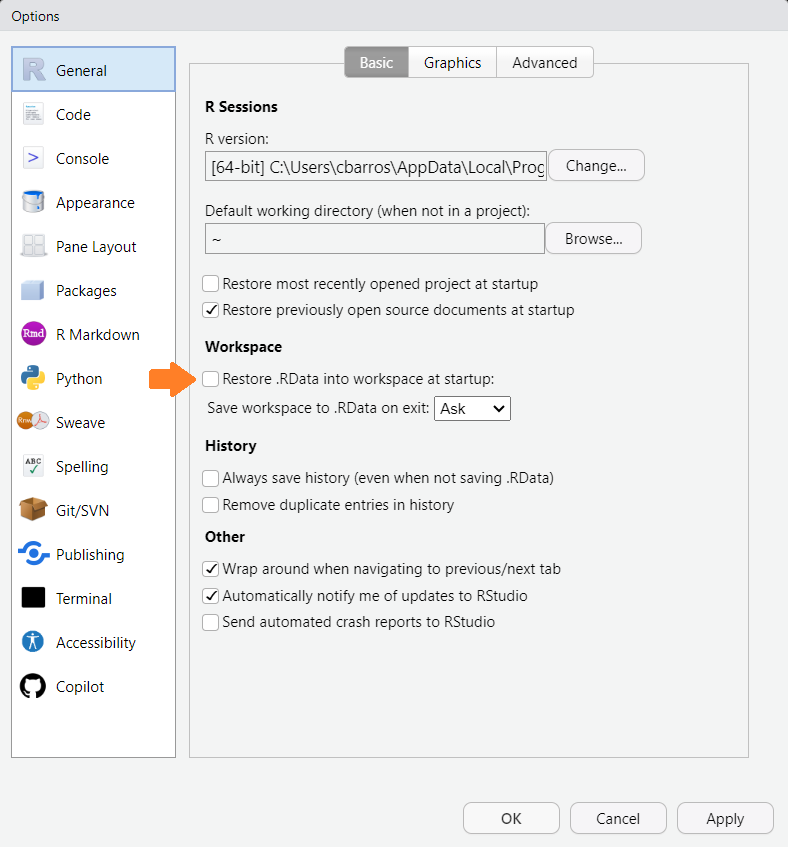 Options
General
Code
Console
Appearance
Pane Layout
Packages
Rmd R Markdown
Python
Rnw Sweave
ABC Spelling
Git/SVN
Publishing
Terminal
Accessibility
Copilot
Basic Graphics Advanced
R Sessions
R version:
[64-bit] C:\Users\cbarros\AppData\Local\Prog Change...
Default working directory (when not in a project):
~ Browse...
Restore most recently opened project at startup
Restore previously open source documents at startup
Workspace
Restore .RData into workspace at startup:
Save workspace to .RData on exit: Ask
History
Always save history (even when not saving .RData)
Remove duplicate entries in history
Other
Wrap around when navigating to previous/next tab
Automatically notify me of updates to RStudio
Send automated crash reports to RStudio
OK Cancel Apply